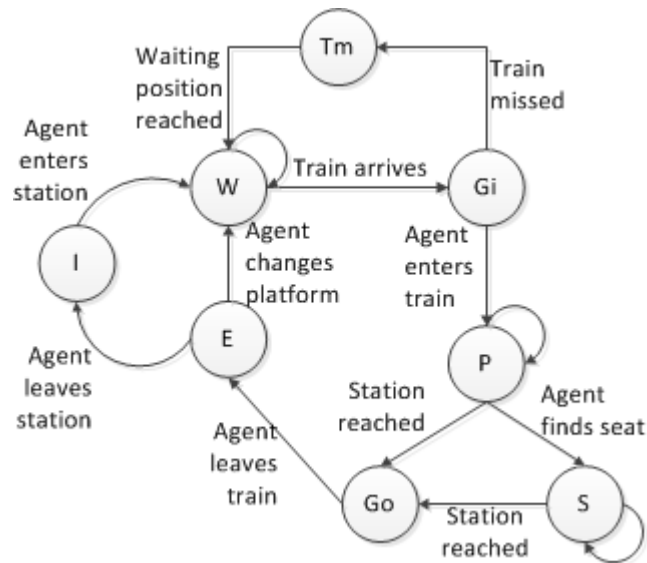 Tm
Waiting
position
reached
Train
missed
Agent
enters
station
W
Train arrives
Gi
Agent
changes
platform
Agent
enters
train
I
E
P
Agent
leaves
station
Station
reached
Agent
finds seat
Agent
leaves
train
Go
Station
reached
S